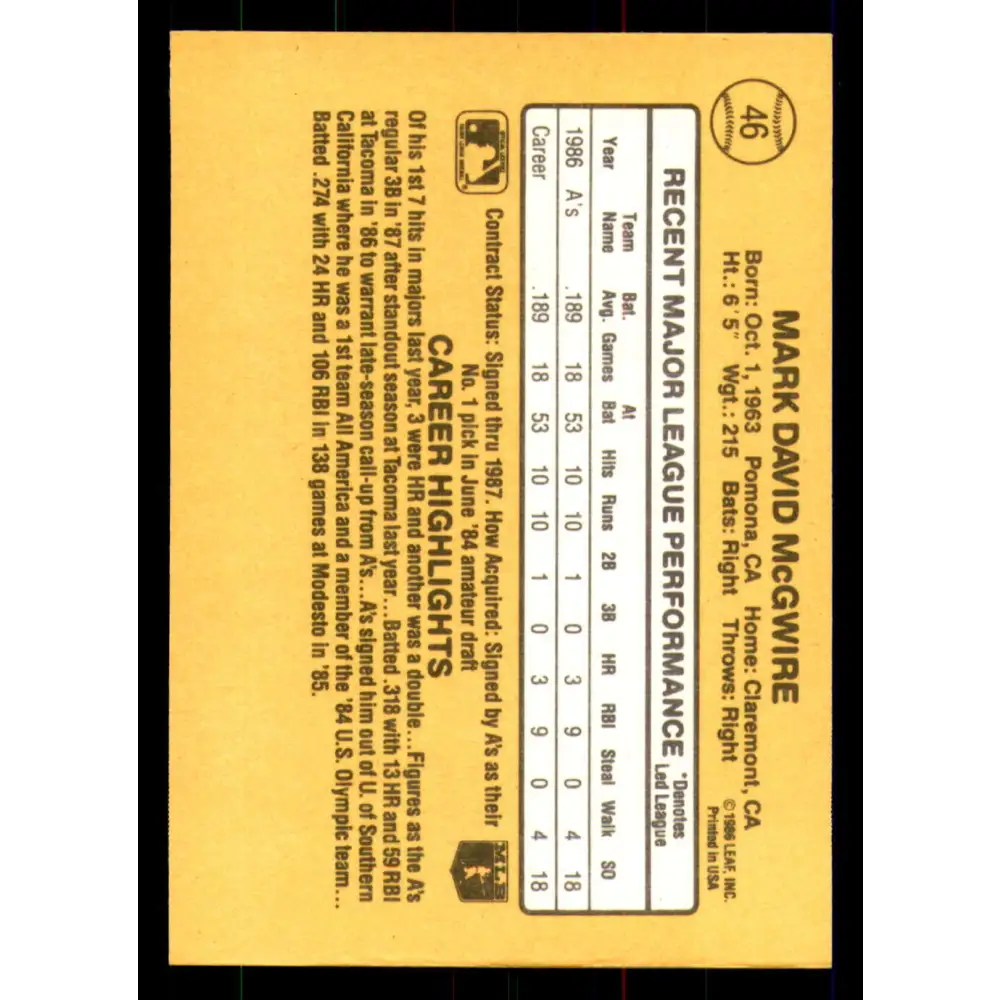 46
MARK DAVID McGWIRE
Born: Oct. 1, 1963 Pomona, CA Home: Claremont, CA
Ht.: 6'5" Wgt.: 215 Bats: Right Throws: Right
©1986 LEAF, INC.
Printed in USA
RECENT MAJOR LEAGUE PERFORMANCE
*Denotes
Led League
Year Team Name Bat. Avg. Games At Bat Hits Runs 2B 3B HR RBI Steal Walk SO
1986 A's .189 18 53 10 10 1 0 3 9 0 4 18
Career .189 18 53 10 10 1 0 3 9 0 4 18
Contract Status: Signed thru 1987. How Acquired: Signed by A's as their
No. 1 pick in June '84 amateur draft
MLB
CAREER HIGHLIGHTS
Of his 1st 7 hits in majors last year, 3 were HR and another was a double...Figures as the A's
regular 3B in '87 after standout season at Tacoma last year...Batted .318 with 13 HR and 59 RBI
at Tacoma in '86 to warrant late-season call-up from A's...A's signed him out of U. of Southern
California where he was a 1st team All America and a member of the '84 U.S. Olympic team...
Batted .274 with 24 HR and 106 RBI in 138 games at Modesto in '85.